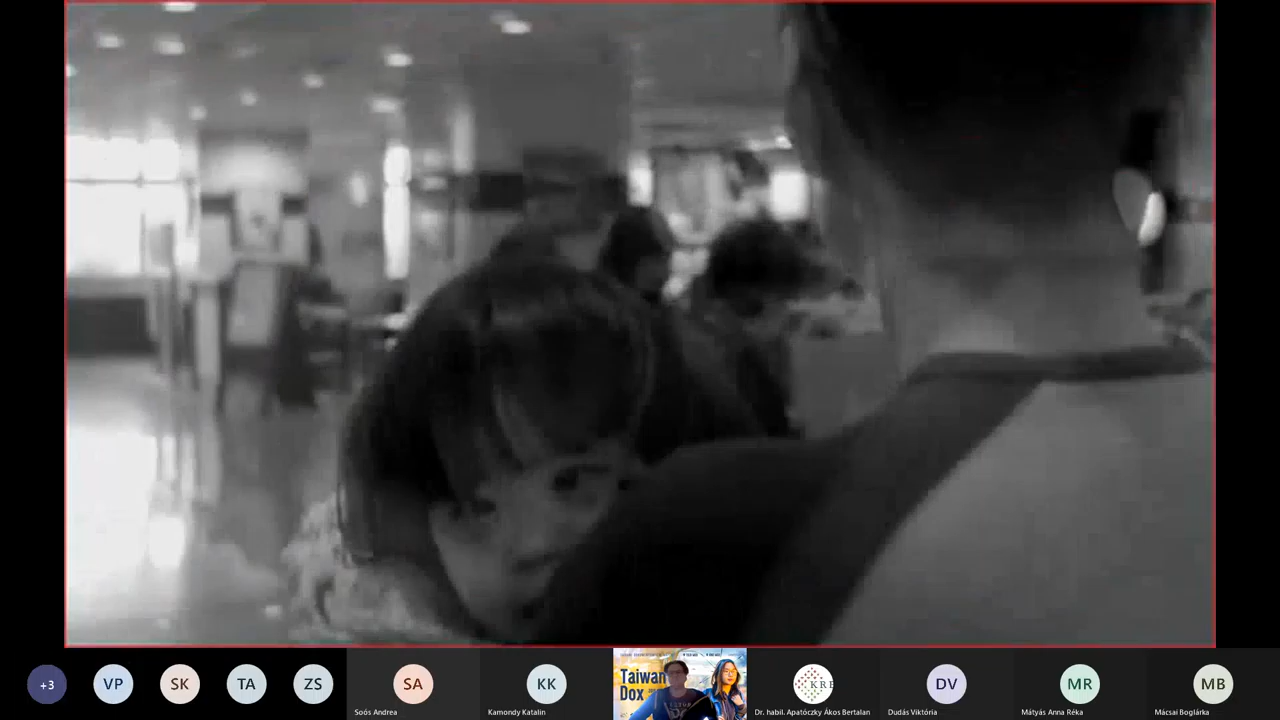 +3
VP
SK
TA
ZS
SA
Soós Andrea
KK
Kamondy Katalin
Taiwan
Dox
KRE
Dr. habil. Apatóczky Ákos Bertalan
DV
Dudás Viktória
MR
Mátyás Anna Réka
MB
Mácsai Boglárka